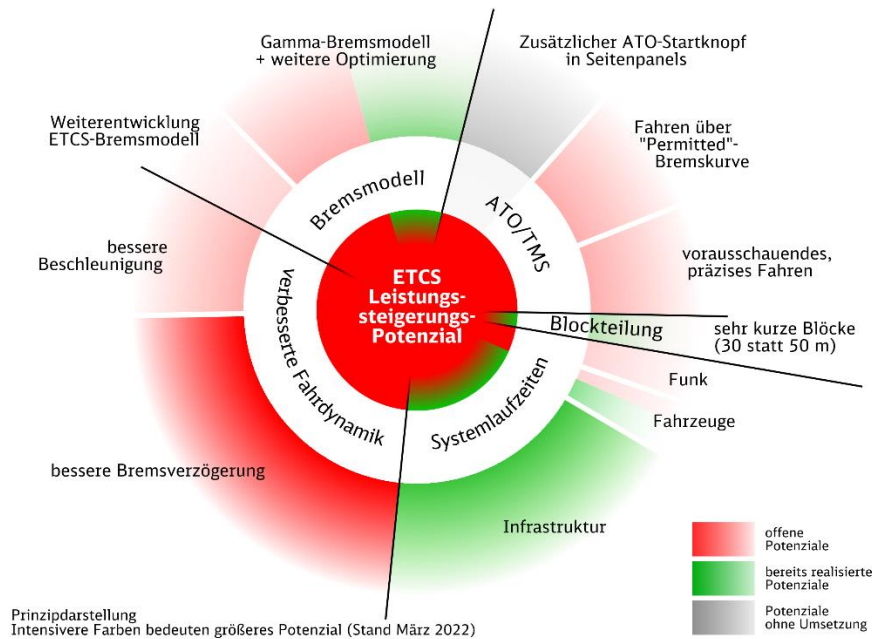 Gamma-Bremsmodell
+ weitere Optimierung
Zusätzlicher ATO-Startknopf
in Seitenpanels
Weiterentwicklung
ETCS-Bremsmodell
Fahren über
"Permitted"-
Bremskurve
Bremsmodell
ATO/TMS
bessere
Beschleunigung
vorausschauendes,
präzises Fahren
ETCS
Leistungs-
steigerungs-
Potenzial
Blockteilung
sehr kurze Blöcke
(30 statt 50 m)
verbesserte Fahrdynamik
Systemlaufzeiten
Funk
Fahrzeuge
bessere Bremsverzögerung
Infrastruktur
offene
Potenziale
bereits realisierte
Potenziale
Potenziale
ohne Umsetzung
Prinzipdarstellung
Intensivere Farben bedeuten größeres Potenzial (Stand März 2022)